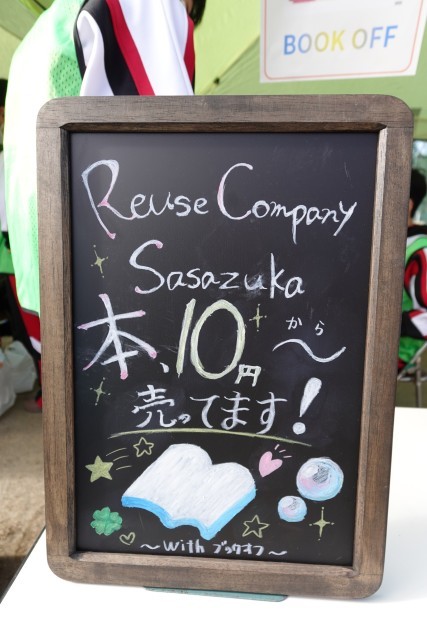 BOOK OFF
Reuse Company
Sasazuka
本、10円から〜
売ってます!
〜with ブックオフ〜